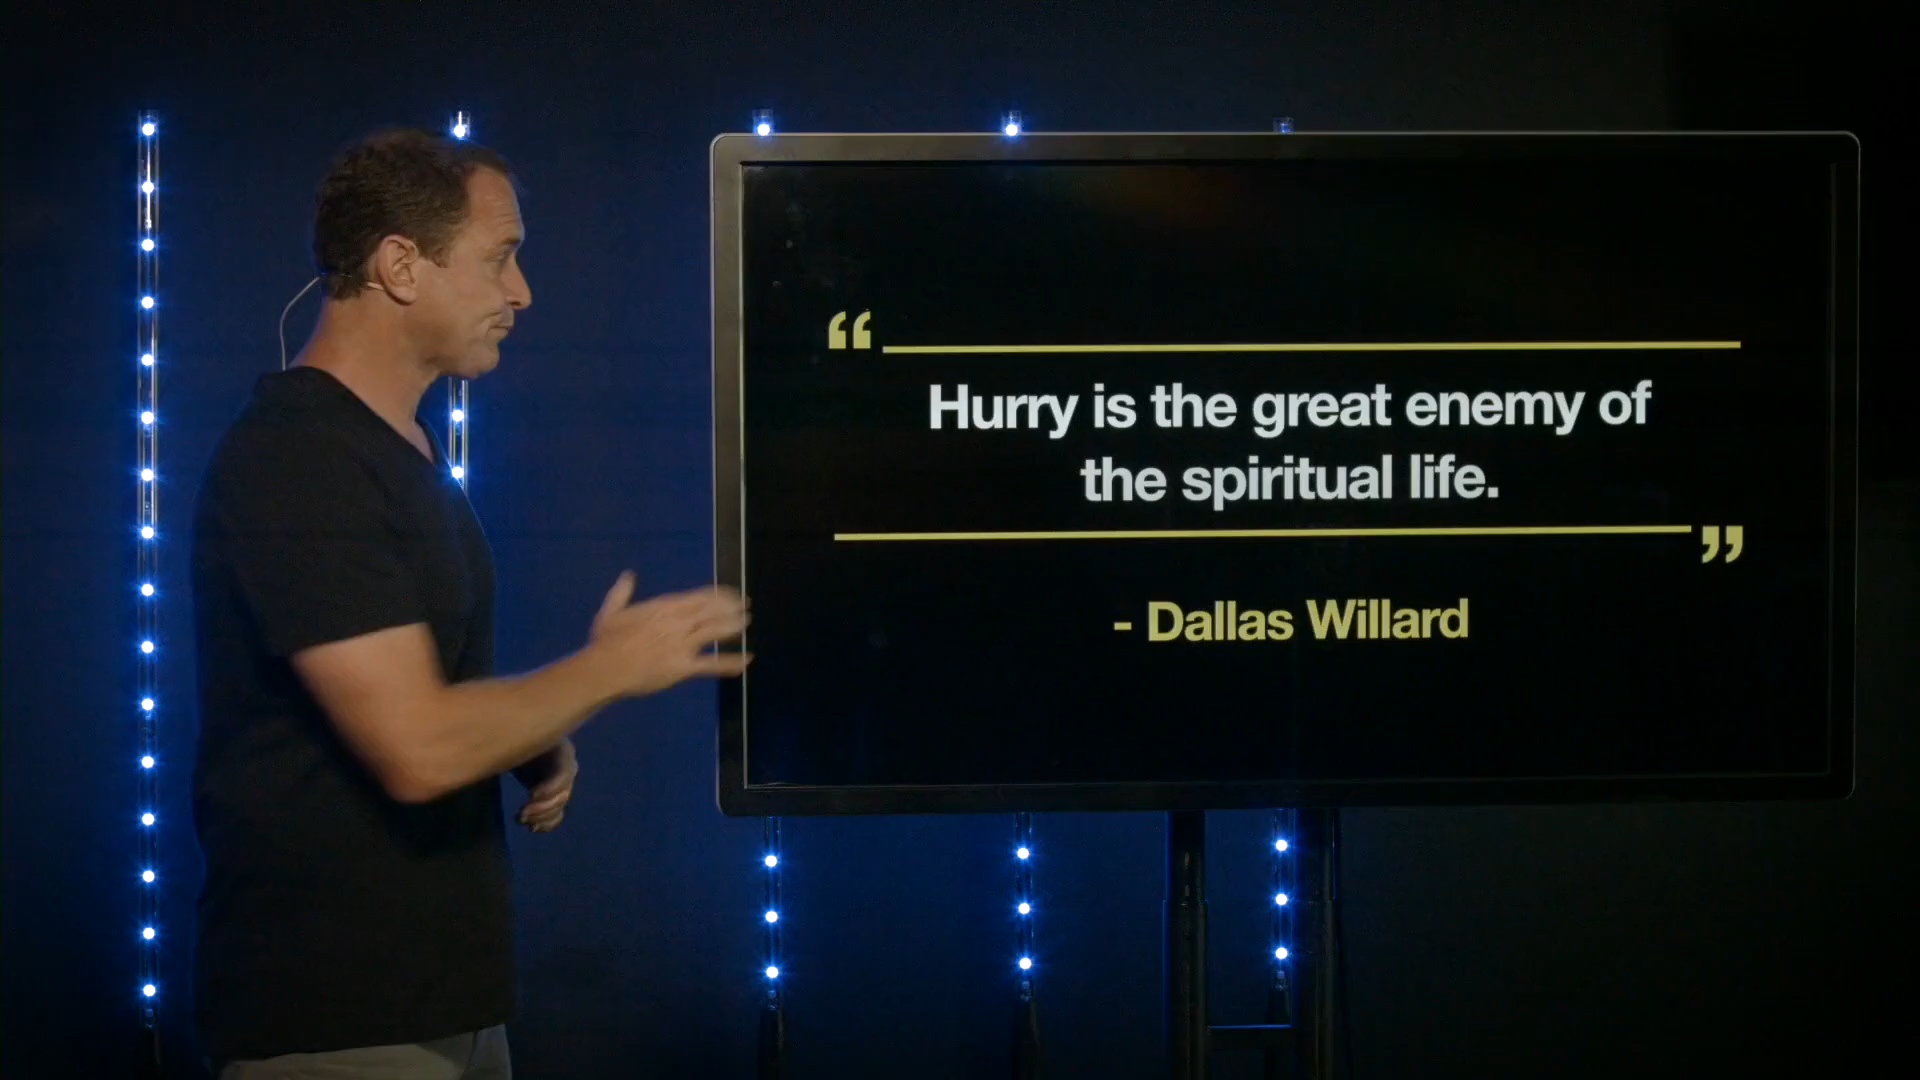 “
Hurry is the great enemy of
the spiritual life.
”
- Dallas Willard